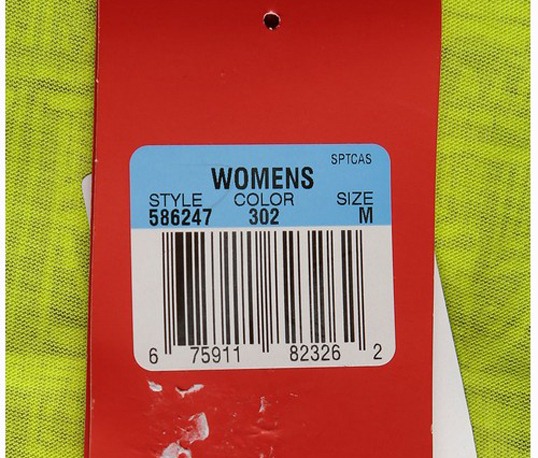 SPTCAS
WOMENS
STYLE COLOR SIZE
586247 302 M
6 75911 82326 2